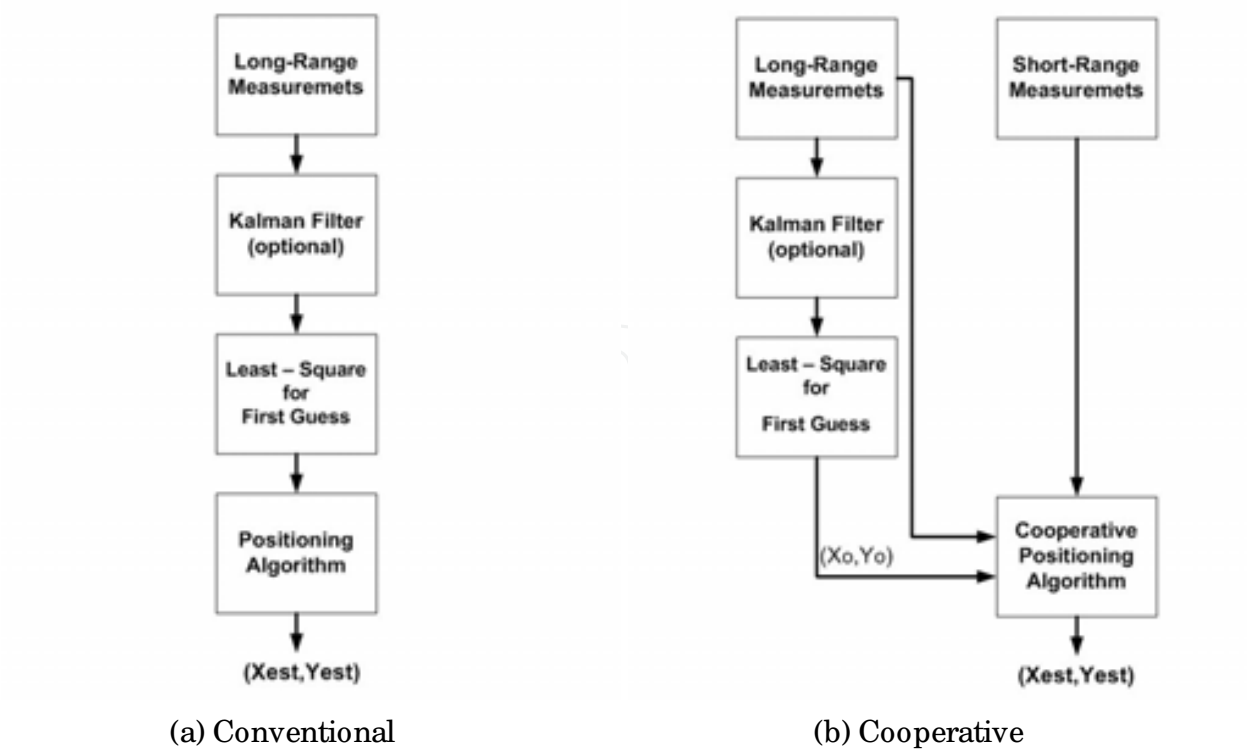 Long-Range
Measuremets
Kalman Filter
(optional)
Least – Square
for
First Guess
Positioning
Algorithm
(Xest,Yest)
(a) Conventional
Long-Range
Measuremets
Short-Range
Measuremets
Kalman Filter
(optional)
Least – Square
for
First Guess
(Xo,Yo)
Cooperative
Positioning
Algorithm
(Xest,Yest)
(b) Cooperative